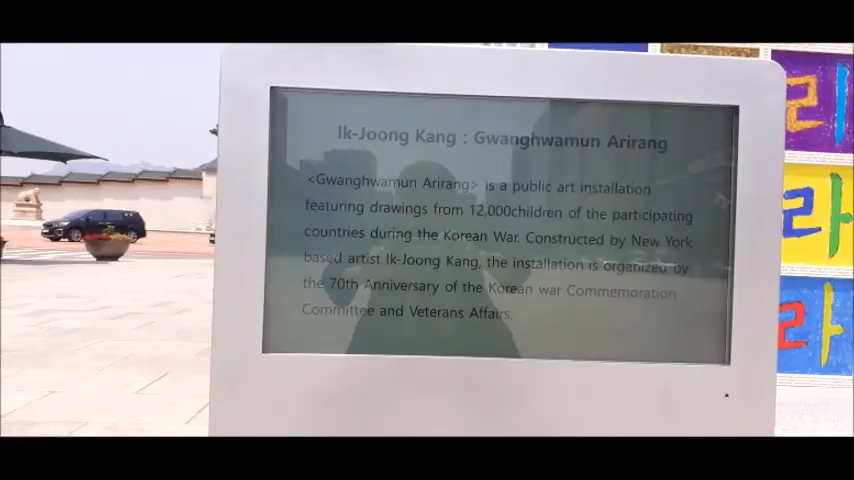 Ik-Joong Kang : Gwanghwamun Arirang
<Gwanghwamun Arirang> is a public art installation
featuring drawings from 12,000children of the participating
countries during the Korean War. Constructed by New York
based artist Ik-Joong Kang, the installation is organized by
the 70th Anniversary of the Korean war Commemoration
Committee and Veterans Affairs.
리
라
라